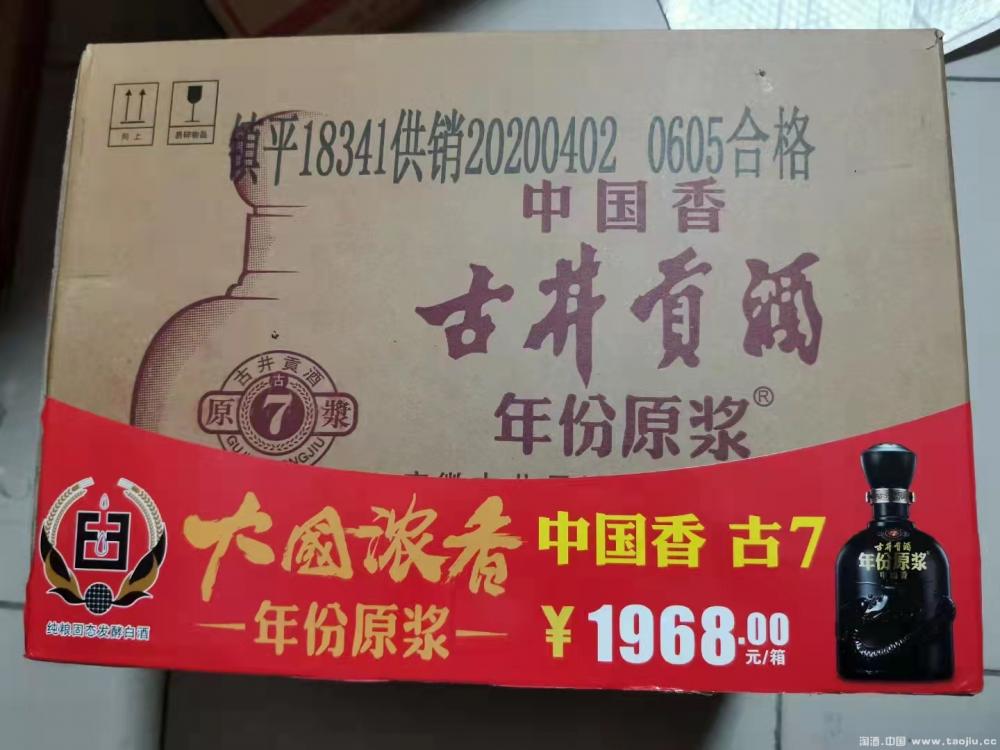 向上
易碎物品
镇平18341供销20200402 0605合格
中国香
古井贡酒
年份原浆®
古井貢酒
古
原 7 漿
大國浓香
年份原浆
中国香 古7
¥1968.00
元/箱
纯粮固态发酵白酒
古井贡酒
年份原浆
淘酒.中国 www.taojiu.cc